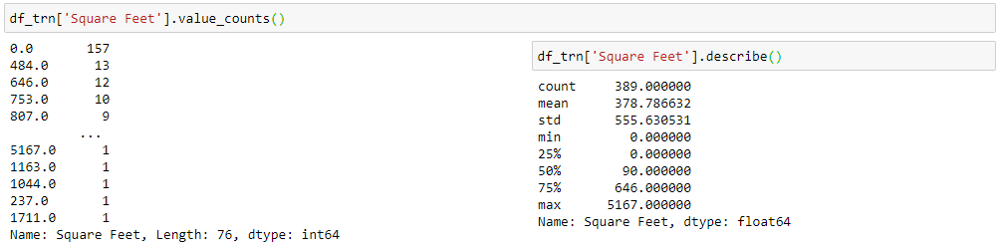 df_trn['Square Feet'].value_counts()
0.0 157
484.0 13
646.0 12
753.0 10
807.0 9
...
5167.0 1
1163.0 1
1044.0 1
237.0 1
1711.0 1
Name: Square Feet, Length: 76, dtype: int64
df_trn['Square Feet'].describe()
count 389.000000
mean 378.786632
std 555.630531
min 0.000000
25% 0.000000
50% 90.000000
75% 646.000000
max 5167.000000
Name: Square Feet, dtype: float64